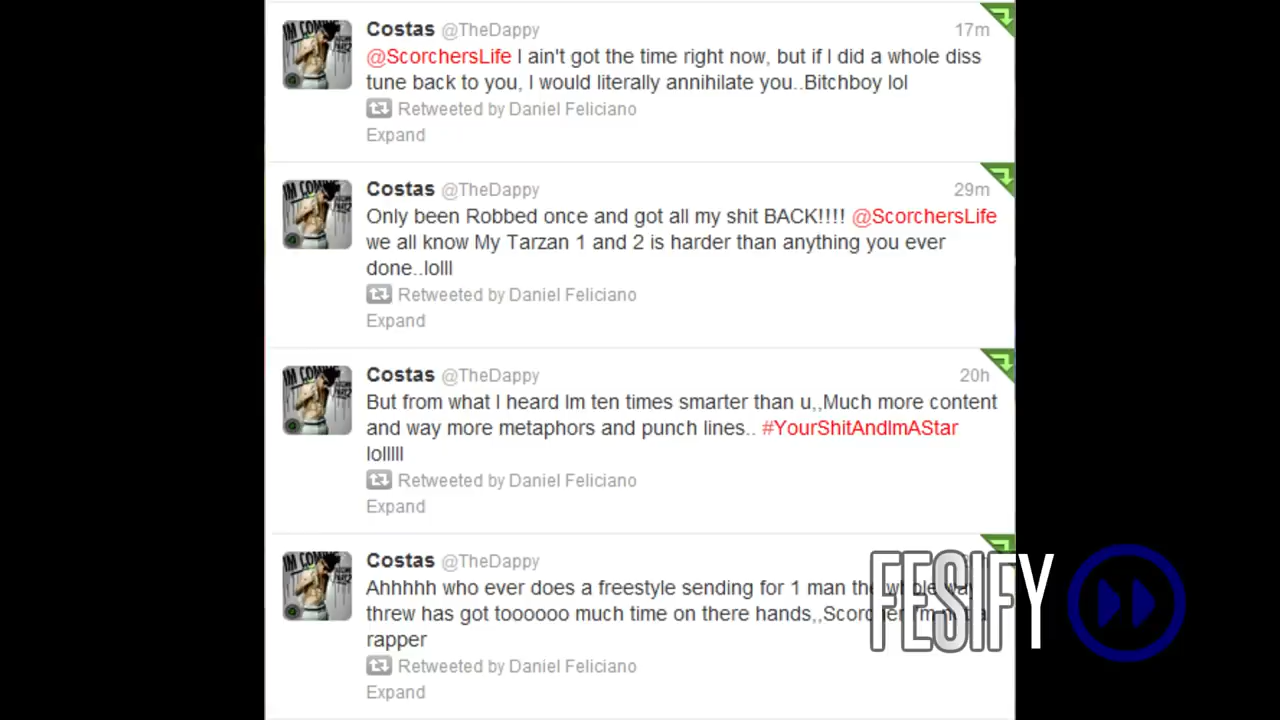 Costas @TheDappy 17m
@ScorchersLife I ain't got the time right now, but if I did a whole diss
tune back to you, I would literally annihilate you..Bitchboy lol
Retweeted by Daniel Feliciano
Expand
Costas @TheDappy 29m
Only been Robbed once and got all my shit BACK!!!! @ScorchersLife
we all know My Tarzan 1 and 2 is harder than anything you ever
done..lolll
Retweeted by Daniel Feliciano
Expand
Costas @TheDappy 20h
But from what I heard Im ten times smarter than u,,Much more content
and way more metaphors and punch lines.. #YourShitAndImAStar
lolllll
Retweeted by Daniel Feliciano
Expand
Costas @TheDappy
Ahhhhh who ever does a freestyle sending for 1 man the whole way
threw has got toooooo much time on there hands,,Scorcher I'm not a
rapper
Retweeted by Daniel Feliciano
Expand
FESIFY